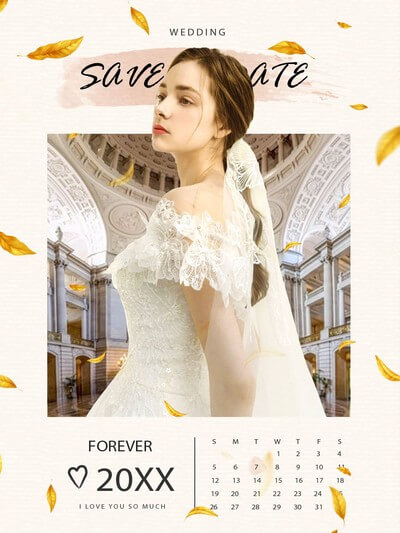 WEDDING
SAVE ATE
FOREVER
20XX
I LOVE YOU SO MUCH
S M T W T F S
1 2 3 4
5 6 7 8 9 10 11
12 13 14 15 16 17 18
19 20 21 22 23 24 25
26 27 28 29 30 31